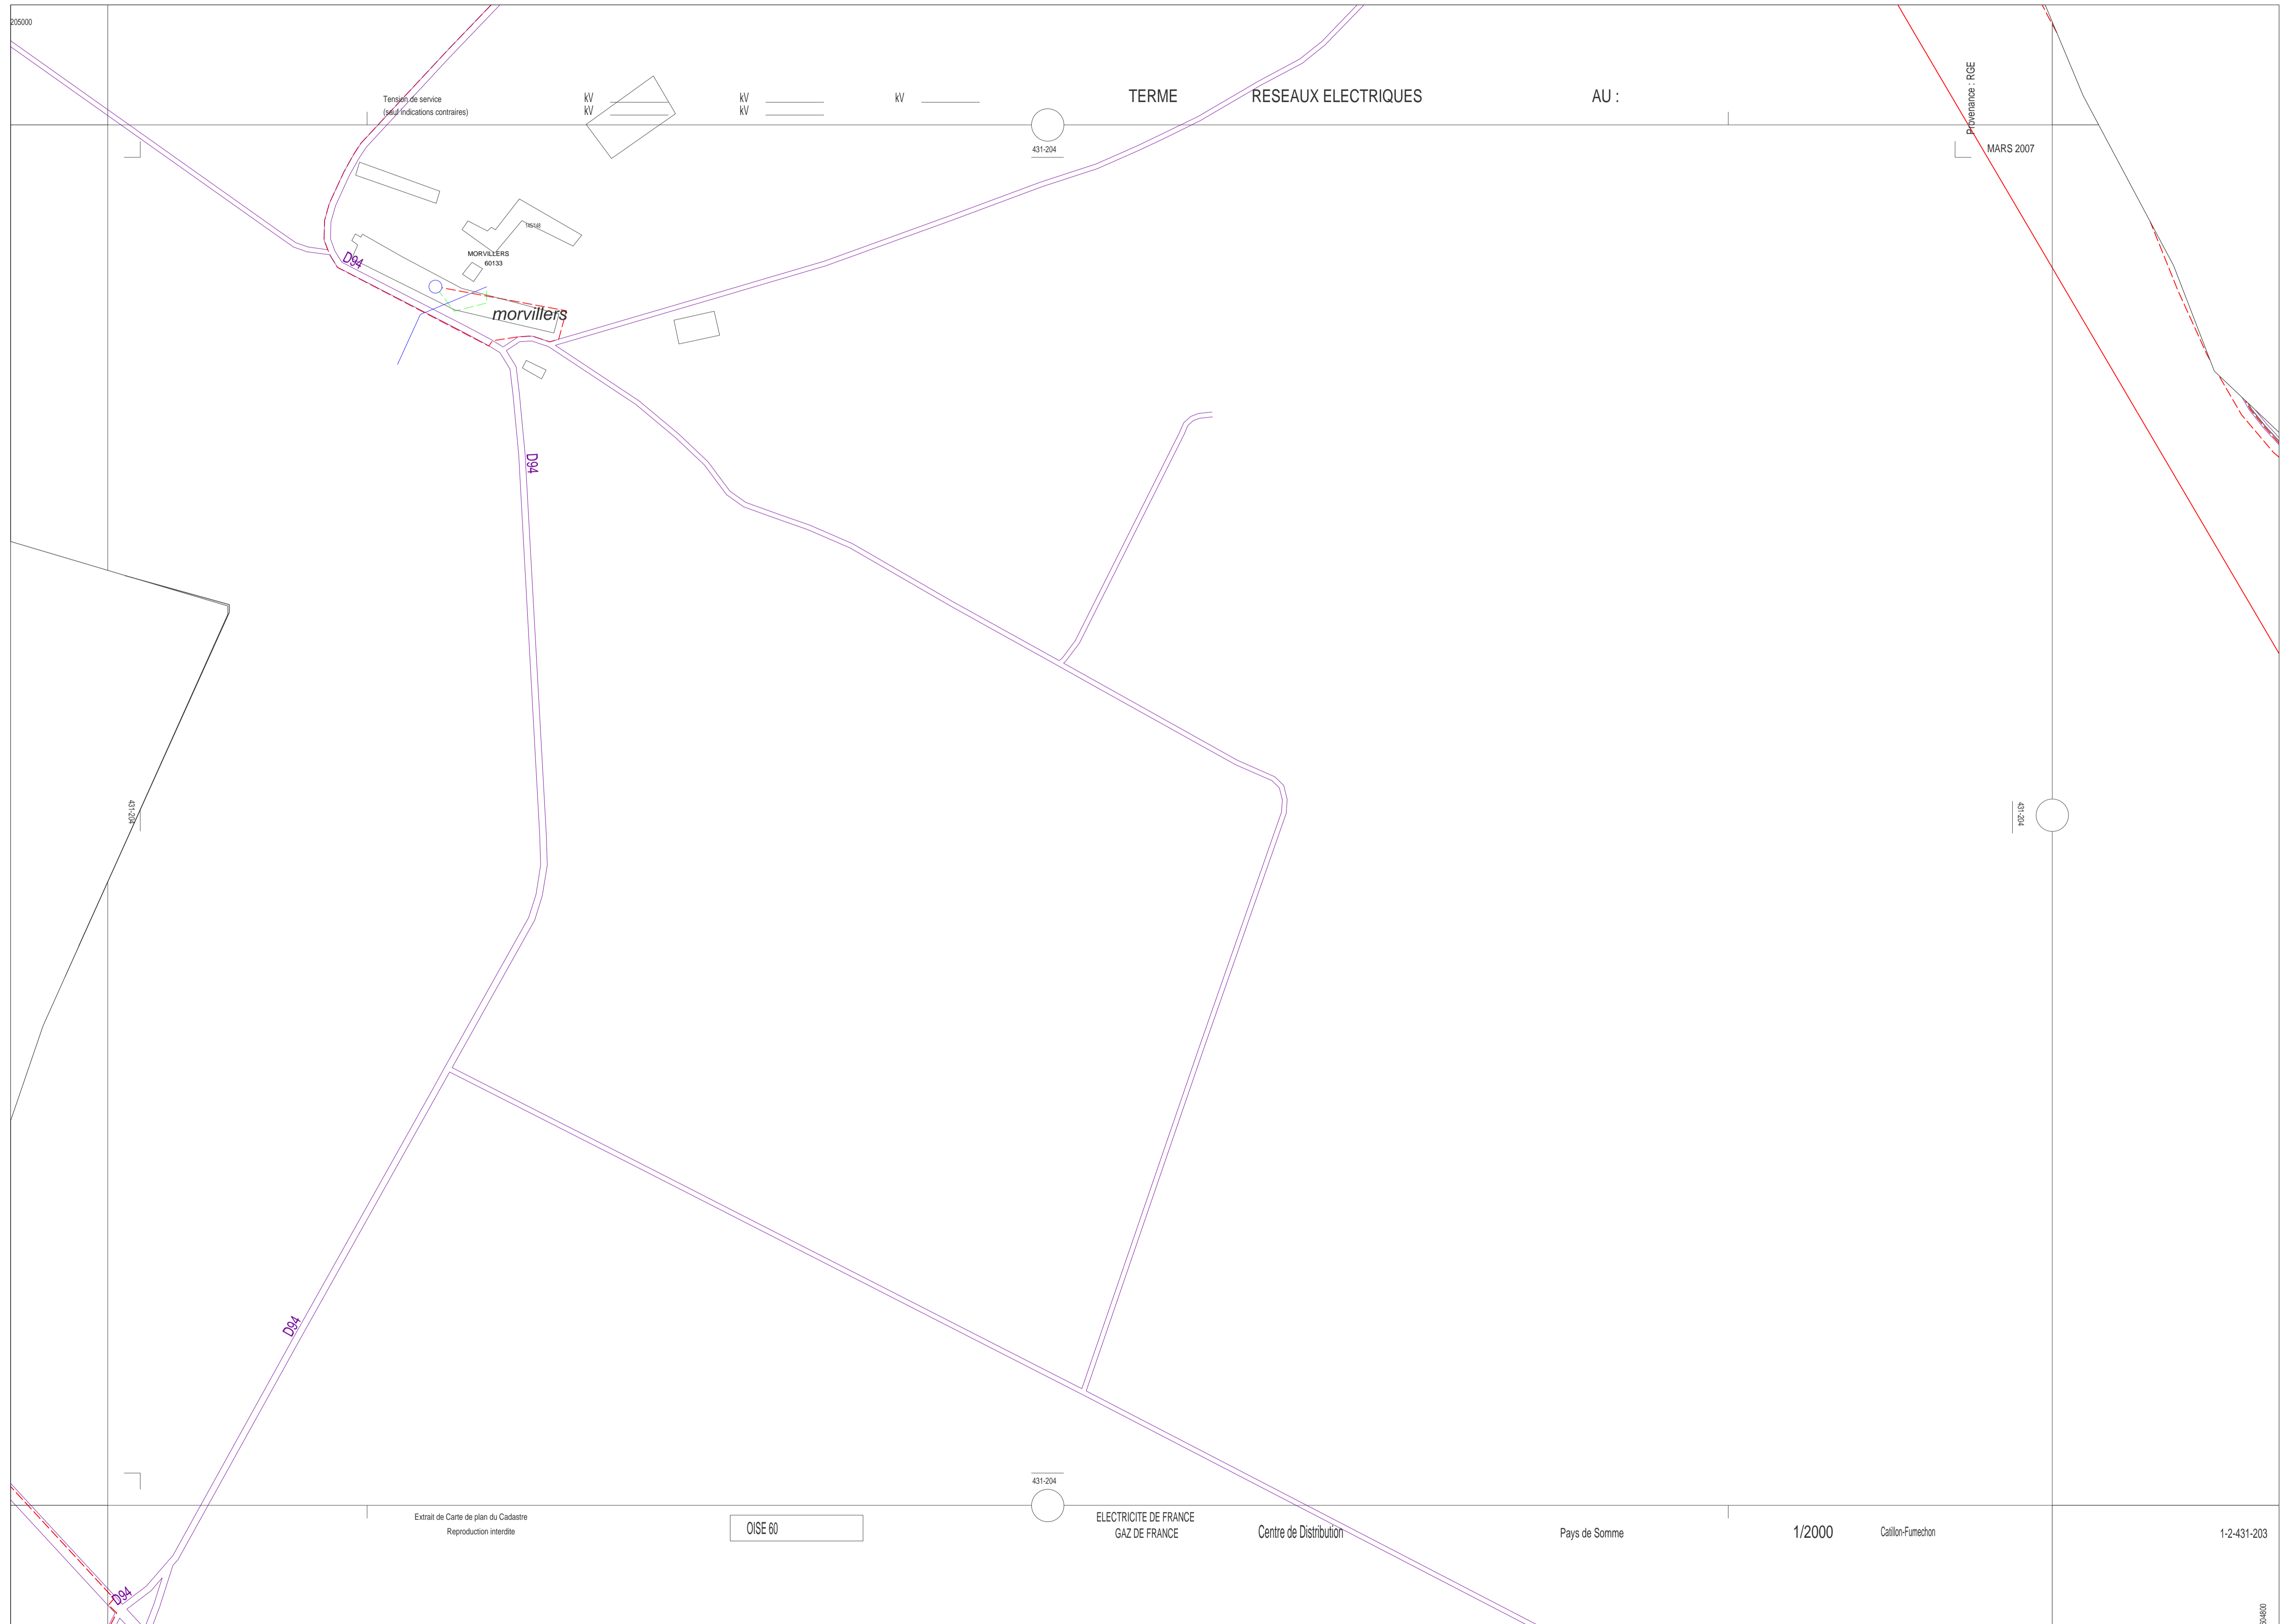 205000
Tension de service
(sauf indications contraires)
kV
kV
kV
kV
kV
TERME
RESEAUX ELECTRIQUES
AU :
Provenance : RGE
431-204
MARS 2007
145/148
MORVILLERS
60133
D94
morvillers
D94
431-204
431-204
D94
431-204
Extrait de Carte de plan du Cadastre
Reproduction interdite
OISE 60
ELECTRICITE DE FRANCE
GAZ DE FRANCE
Centre de Distribution
Pays de Somme
1/2000
Catillon-Fumechon
1-2-431-203
D94